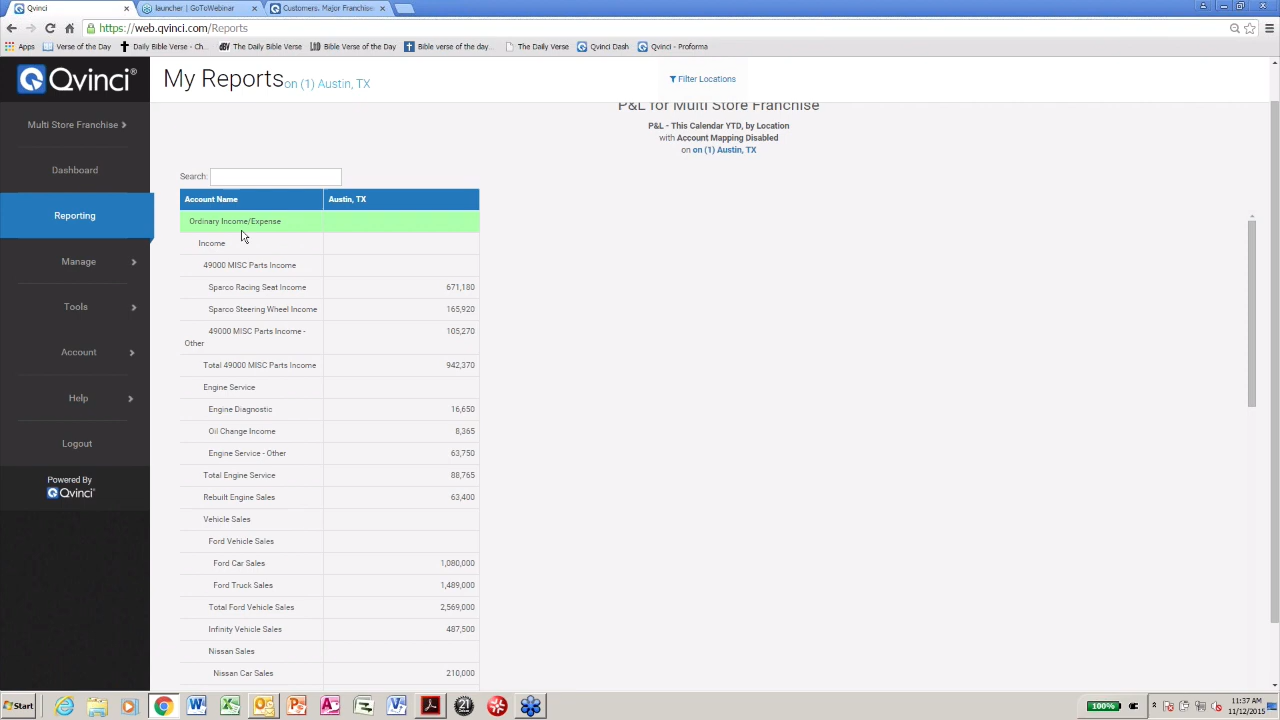 Qvinci
launcher | GoToWebinar
Customers. Major Franchise
https://web.qvinci.com/Reports
Apps
Verse of the Day
Daily Bible Verse - Ch...
The Daily Bible Verse
Bible Verse of the Day
Bible verse of the day...
The Daily Verse
Qvinci Dash
Qvinci - Proforma
Qvinci®
My Reports on (1) Austin, TX
Filter Locations
Multi Store Franchise
Dashboard
Reporting
Manage
Tools
Account
Help
Logout
Powered By
Qvinci
P&L for Multi Store Franchise
P&L - This Calendar YTD, by Location
with Account Mapping Disabled
on on (1) Austin, TX
Search:
Account Name Austin, TX
Ordinary Income/Expense
Income
49000 MISC Parts Income
Sparco Racing Seat Income 671,180
Sparco Steering Wheel Income 165,920
49000 MISC Parts Income - 105,270
Other
Total 49000 MISC Parts Income 942,370
Engine Service
Engine Diagnostic 16,650
Oil Change Income 8,365
Engine Service - Other 63,750
Total Engine Service 88,765
Rebuilt Engine Sales 63,400
Vehicle Sales
Ford Vehicle Sales
Ford Car Sales 1,080,000
Ford Truck Sales 1,489,000
Total Ford Vehicle Sales 2,569,000
Infinity Vehicle Sales 487,500
Nissan Sales
Nissan Car Sales 210,000
Start
100%
11:37 AM
11/12/2015